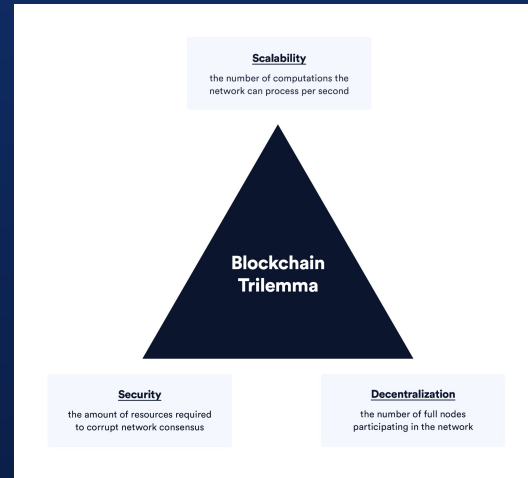 Scalability
the number of computations the
network can process per second
Blockchain
Trilemma
Security
the amount of resources required
to corrupt network consensus
Decentralization
the number of full nodes
participating in the network